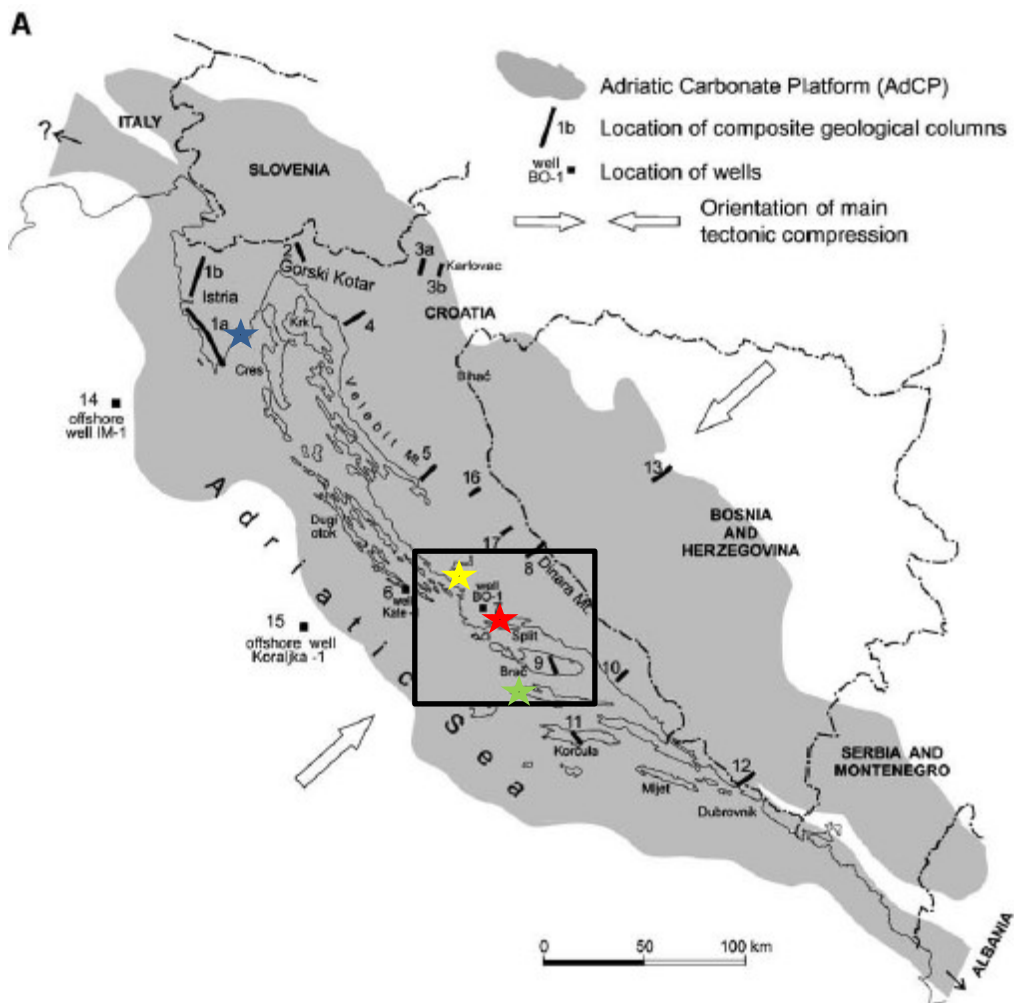 A
Adriatic Carbonate Platform (AdCP)
1b Location of composite geological columns
well
BO-1
Location of wells
Orientation of main
tectonic compression
?
ITALY
SLOVENIA
1b
Istria
1a
2
Gorski Kotar
3a
Karlovac
3b
CROATIA
Krk
4
Cres
Bihać
Velebit Mt.
14
offshore
well IM-1
5
16
13
BOSNIA
AND
HERZEGOVINA
Adriatic Sea
Dugi
otok
17
8
Dinara Mt.
6
well
well
BO-1
Split
15
offshore well
Koraljka -1
9
Brač
10
11
Korčula
Mljet
12
Dubrovnik
SERBIA AND
MONTENEGRO
ALBANIA
0 50 100 km